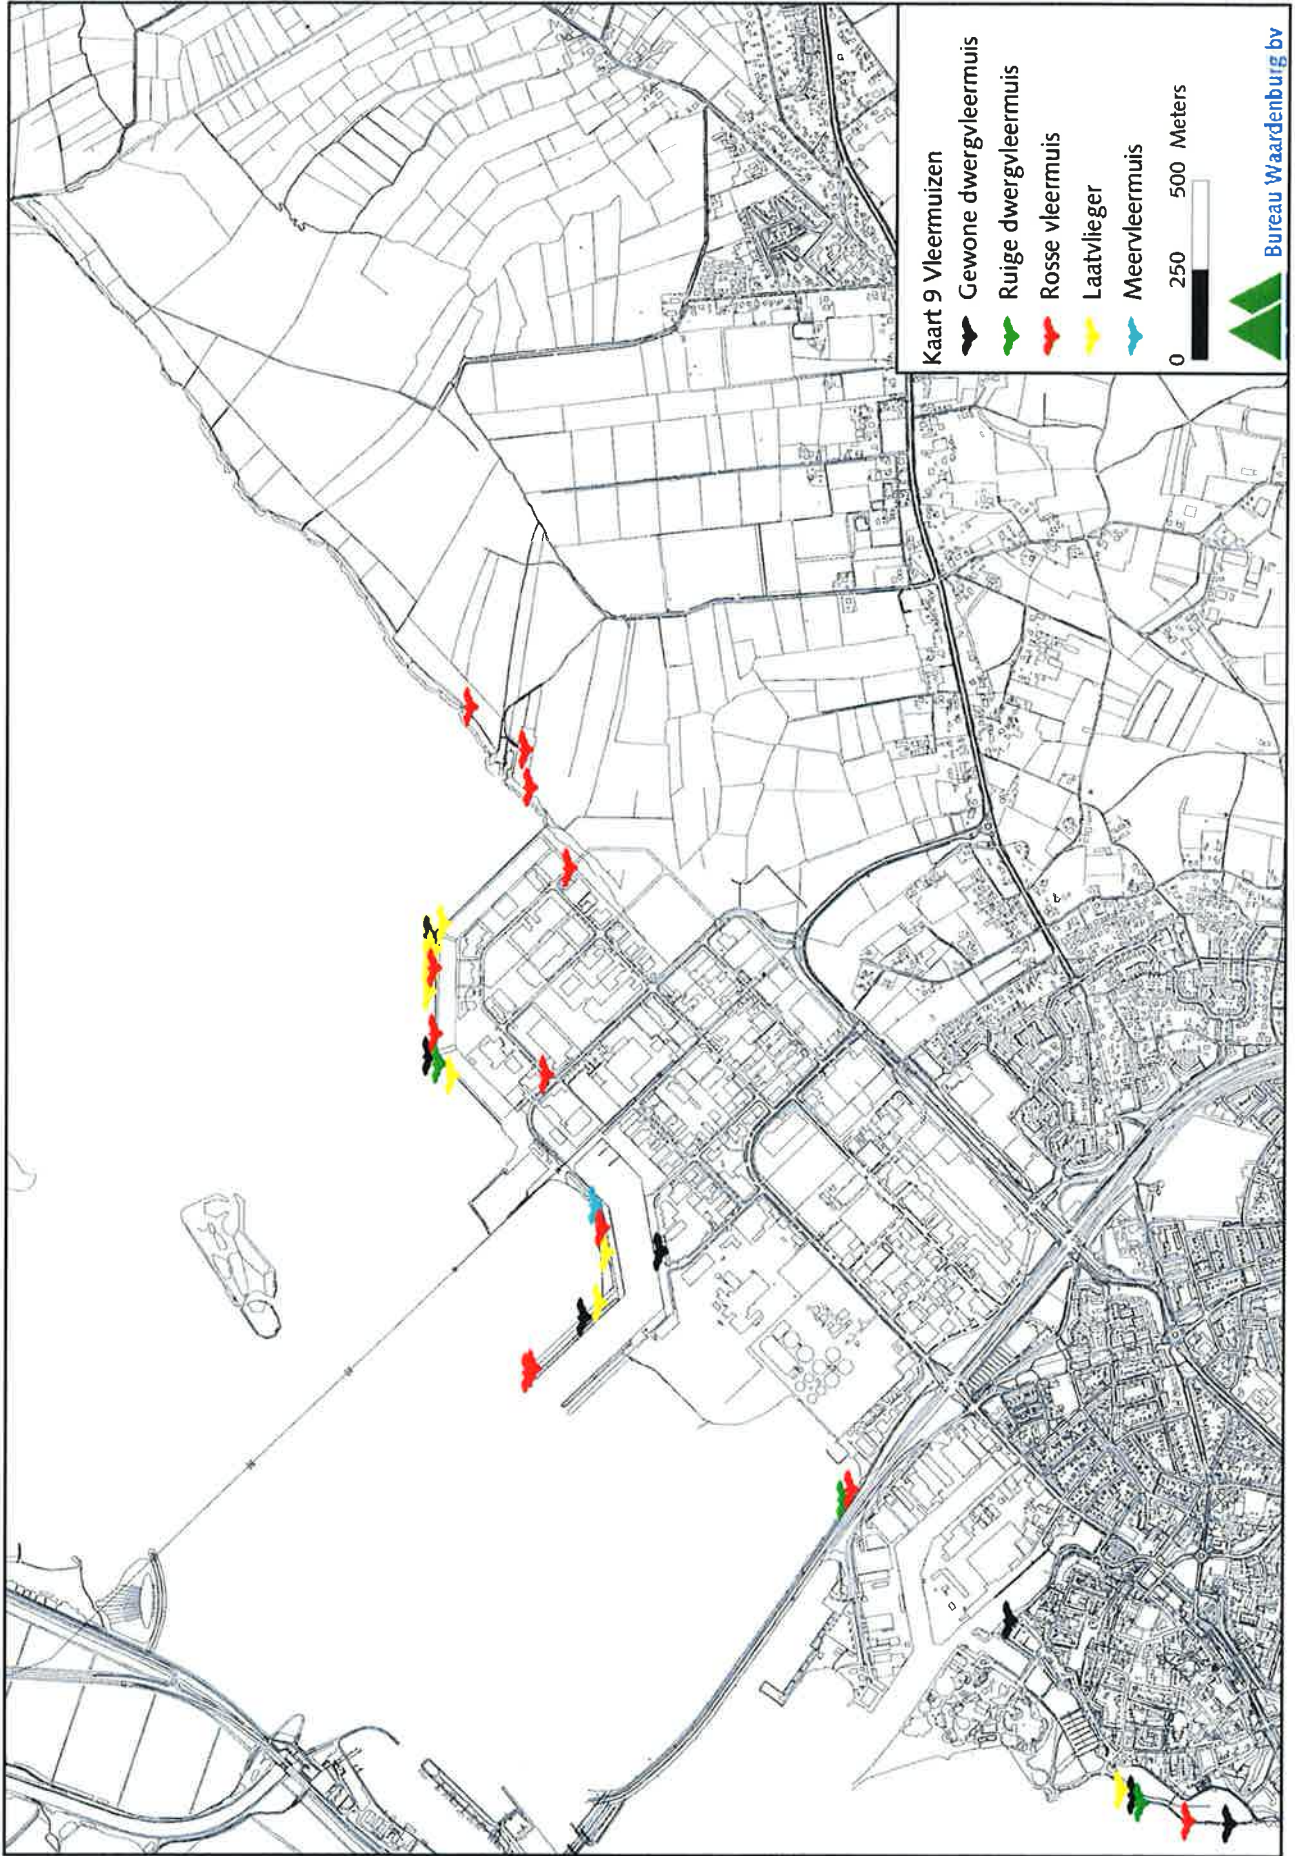 Kaart 9 Vleermuizen
Gewone dwergvleermuis
Ruige dwergvleermuis
Rosse vleermuis
Laatvlieger
Meervleermuis
0 250 500 Meters
Bureau Waardenburg bv